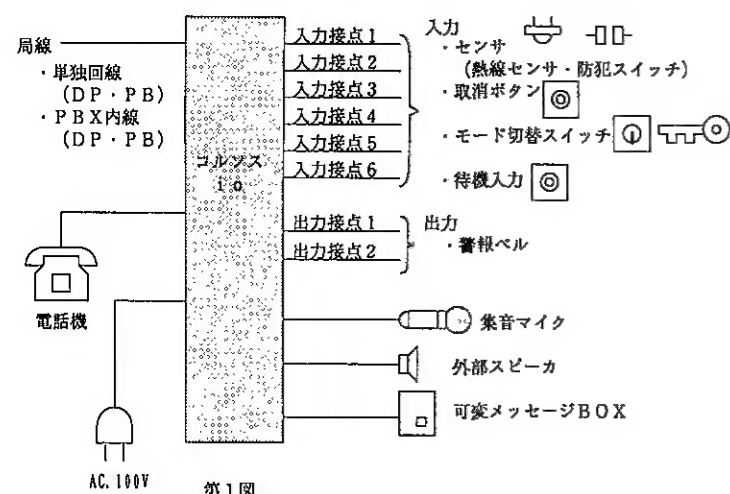 局線
・単独回線
(DP・PB)
・PBX内線
(DP・PB)
コルソス
10
電話機
AC.100V
入力接点1
入力接点2
入力接点3
入力接点4
入力接点5
入力接点6
出力接点1
出力接点2
入力
・センサ
(熱線センサ・防犯スイッチ)
・取消ボタン
・モード切替スイッチ
・待機入力
出力
・警報ベル
集音マイク
外部スピーカ
可変メッセージBOX
第1図